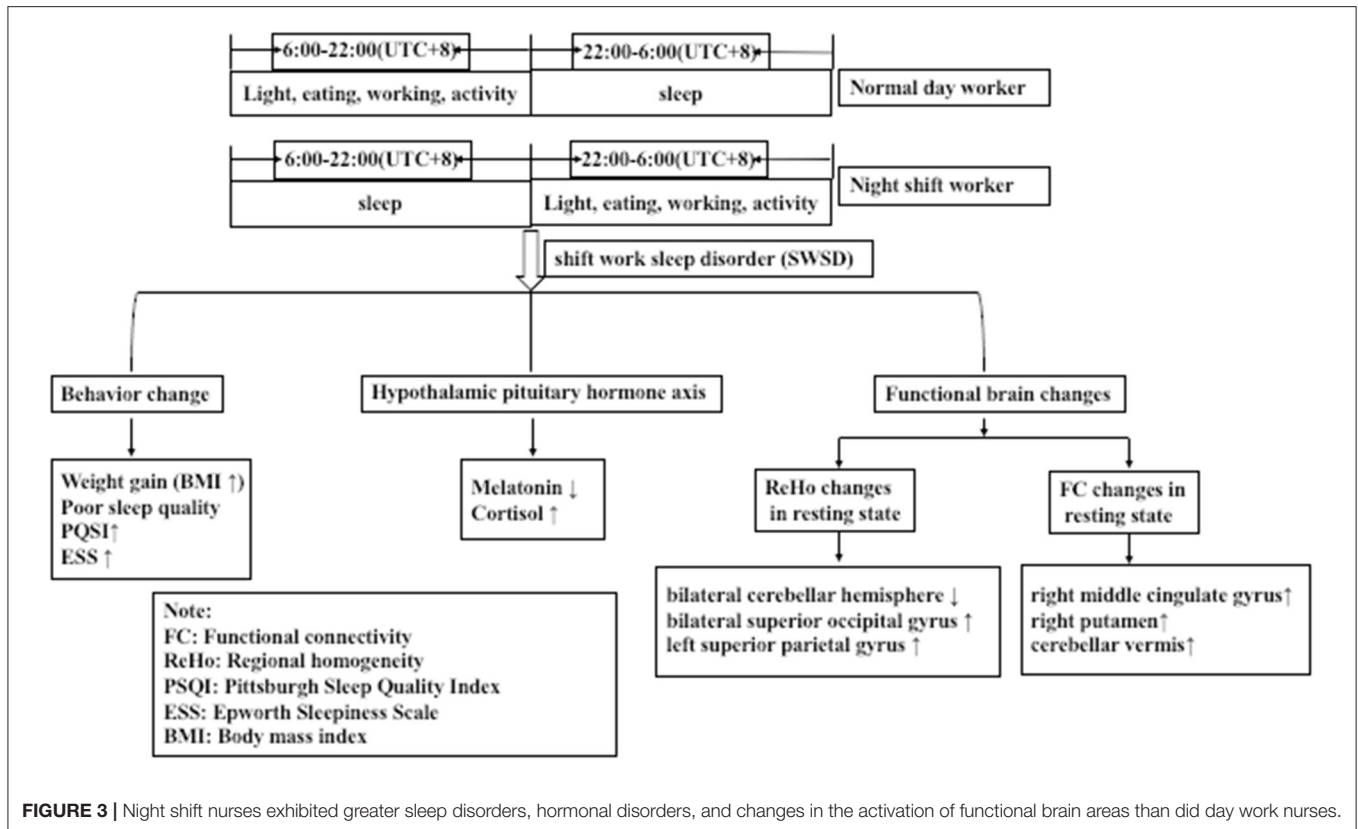 6:00-22:00(UTC+8)
22:00-6:00(UTC+8)
Light, eating, working, activity
sleep
Normal day worker
6:00-22:00(UTC+8)
22:00-6:00(UTC+8)
sleep
Light, eating, working, activity
Night shift worker
shift work sleep disorder (SWSD)
Behavior change
Hypothalamic pituitary hormone axis
Functional brain changes
Weight gain (BMI ↑)
Poor sleep quality
PQSI↑
ESS ↑
Melatonin ↓
Cortisol ↑
ReHo changes
in resting state
FC changes in
resting state
bilateral cerebellar hemisphere ↓
bilateral superior occipital gyrus ↑
left superior parietal gyrus ↑
right middle cingulate gyrus↑
right putamen↑
cerebellar vermis↑
Note:
FC: Functional connectivity
ReHo: Regional homogeneity
PSQI: Pittsburgh Sleep Quality Index
ESS: Epworth Sleepiness Scale
BMI: Body mass index
FIGURE 3 | Night shift nurses exhibited greater sleep disorders, hormonal disorders, and changes in the activation of functional brain areas than did day work nurses.